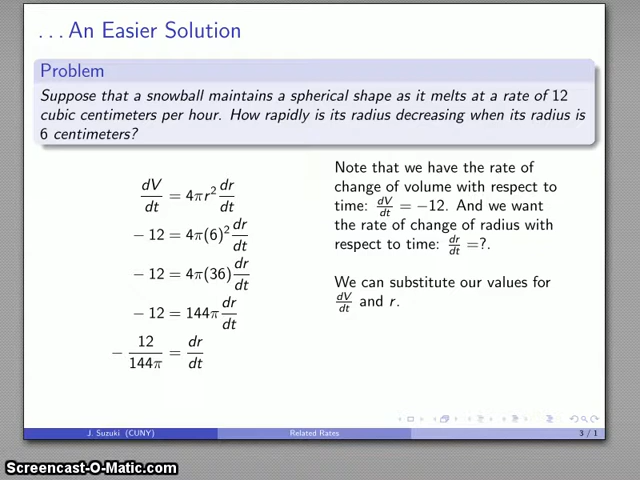 . . . An Easier Solution
Problem
Suppose that a snowball maintains a spherical shape as it melts at a rate of 12
cubic centimeters per hour. How rapidly is its radius decreasing when its radius is
6 centimeters?
dV/dt = 4πr² dr/dt
− 12 = 4π(6)² dr/dt
− 12 = 4π(36) dr/dt
− 12 = 144π dr/dt
− 12/144π = dr/dt
Note that we have the rate of
change of volume with respect to
time: dV/dt = −12. And we want
the rate of change of radius with
respect to time: dr/dt =?.
We can substitute our values for
dV/dt and r.
J. Suzuki (CUNY)
Related Rates
3 / 1
Screencast-O-Matic.com